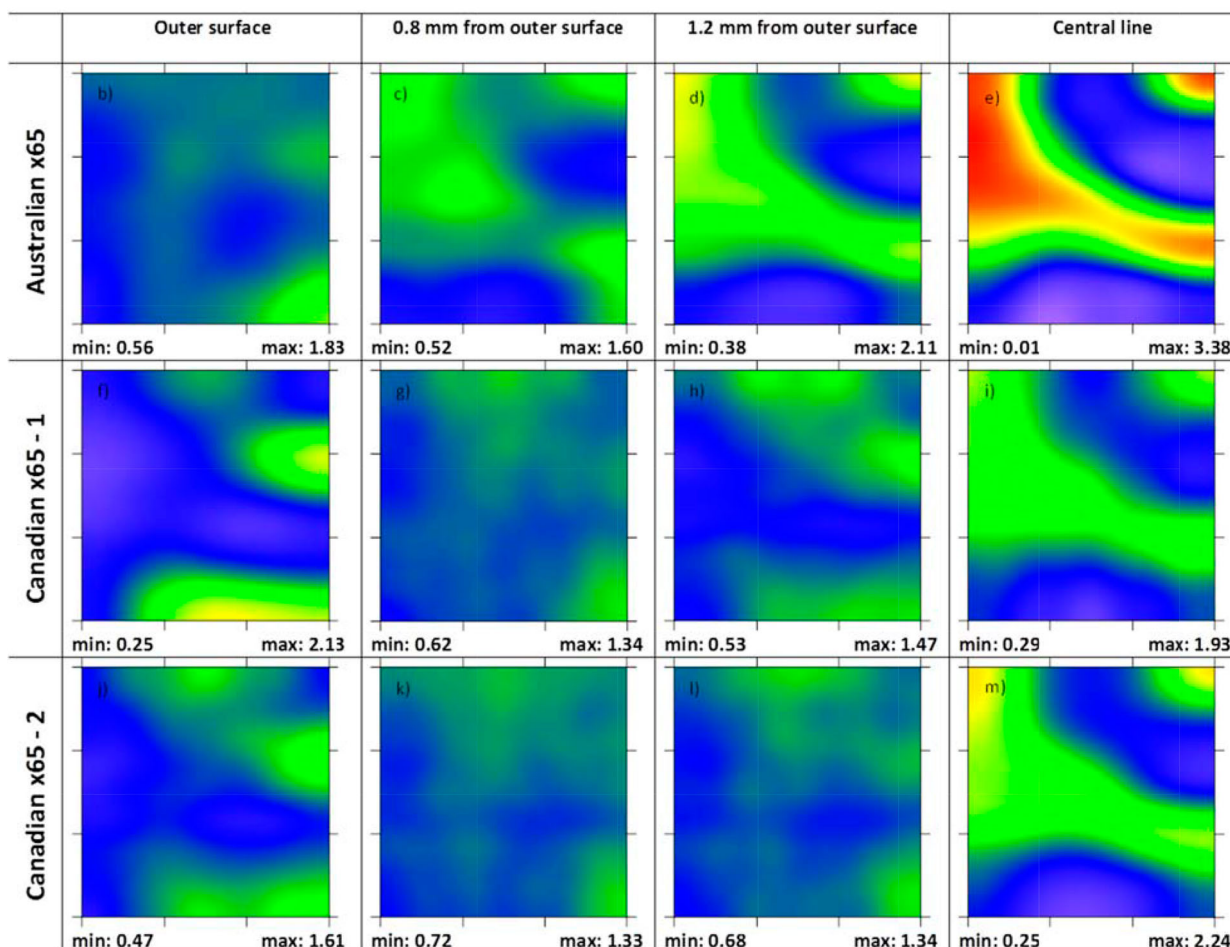 Outer surface 0.8 mm from outer surface 1.2 mm from outer surface Central line
Australian x65
b) c) d) e)
min: 0.56 max: 1.83 min: 0.52 max: 1.60 min: 0.38 max: 2.11 min: 0.01 max: 3.38
Canadian x65 - 1
f) g) h) i)
min: 0.25 max: 2.13 min: 0.62 max: 1.34 min: 0.53 max: 1.47 min: 0.29 max: 1.93
Canadian x65 - 2
j) k) l) m)
min: 0.47 max: 1.61 min: 0.72 max: 1.33 min: 0.68 max: 1.34 min: 0.25 max: 2.24